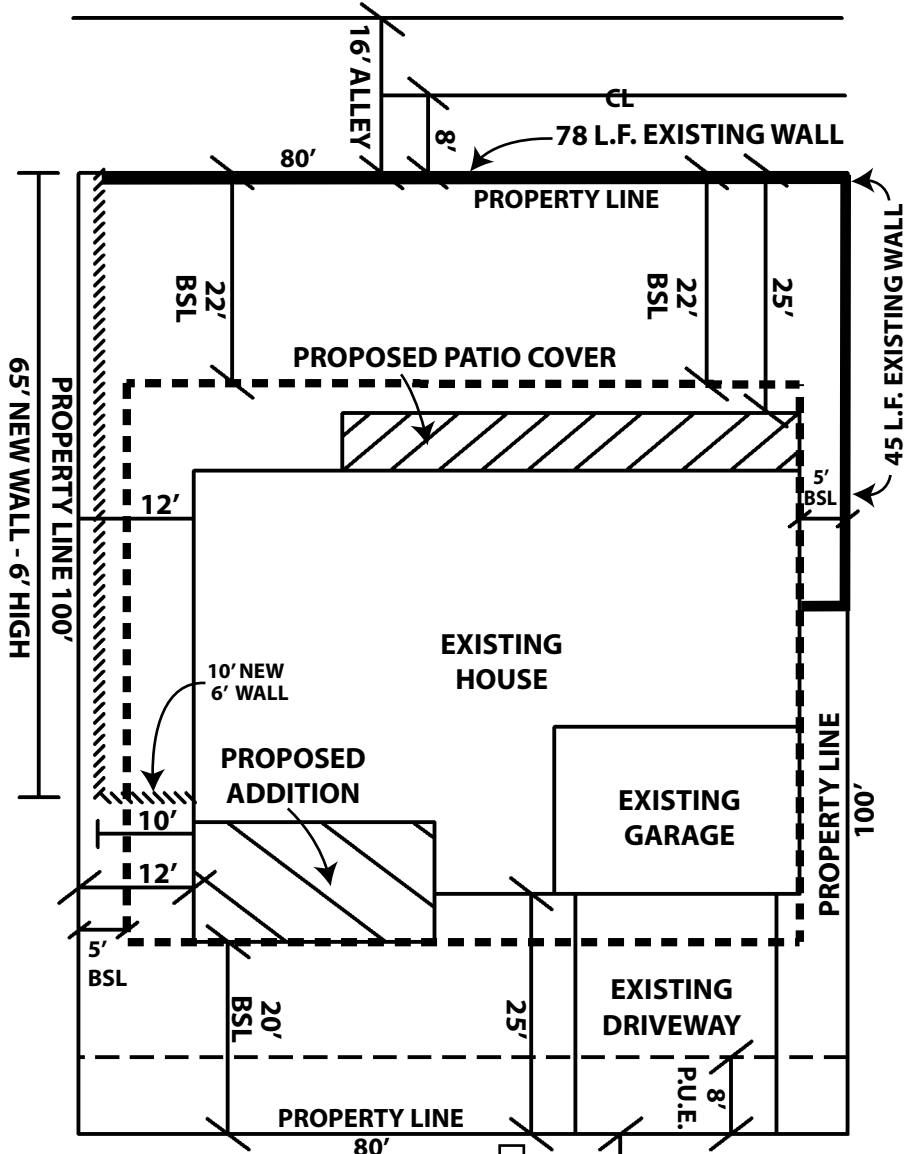 16' ALLEY
CL
8'
78 L.F. EXISTING WALL
80'
PROPERTY LINE
22'
BSL
22'
BSL
25'
45 L.F. EXISTING WALL
PROPOSED PATIO COVER
65' NEW WALL - 6' HIGH
PROPERTY LINE 100'
12'
5'
BSL
EXISTING
HOUSE
10' NEW
6' WALL
PROPOSED
ADDITION
EXISTING
GARAGE
PROPERTY LINE
100'
10'
12'
5'
BSL
20'
BSL
25'
EXISTING
DRIVEWAY
8'
P.U.E.
PROPERTY LINE
80'